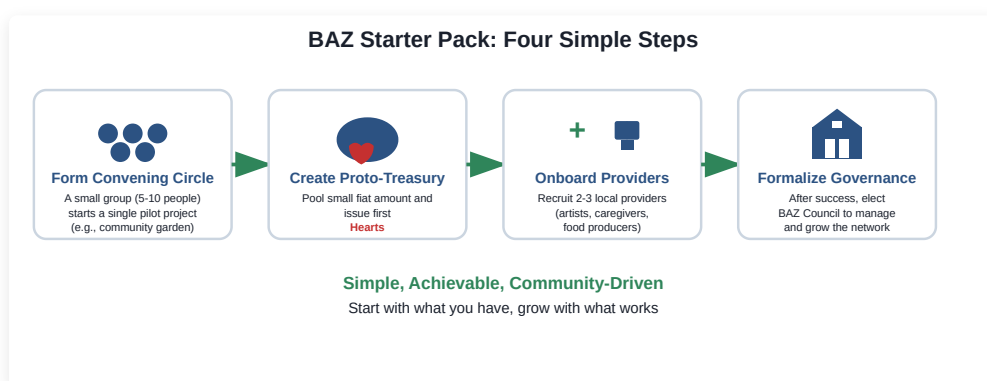 BAZ Starter Pack: Four Simple Steps
Form Convening Circle
A small group (5-10 people)
starts a single pilot project
(e.g., community garden)
Create Proto-Treasury
Pool small fiat amount and
issue first
Hearts
+
Onboard Providers
Recruit 2-3 local providers
(artists, caregivers,
food producers)
Formalize Governance
After success, elect
BAZ Council to manage
and grow the network
Simple, Achievable, Community-Driven
Start with what you have, grow with what works